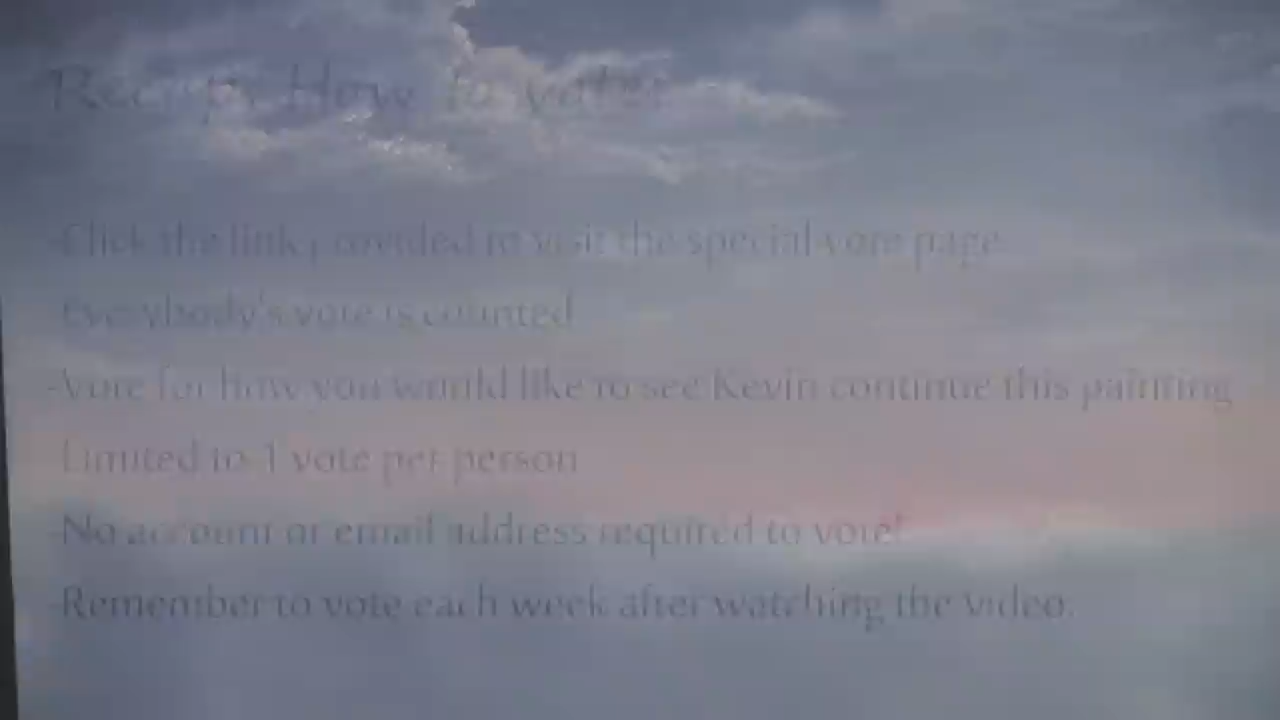 Recap: How to vote:
-Click the link provided to visit the special vote page
-Everybody's vote is counted
-Vote for how you would like to see Kevin continue this painting
-Limited to 1 vote per person
-No account or email address required to vote!
-Remember to vote each week after watching the video.